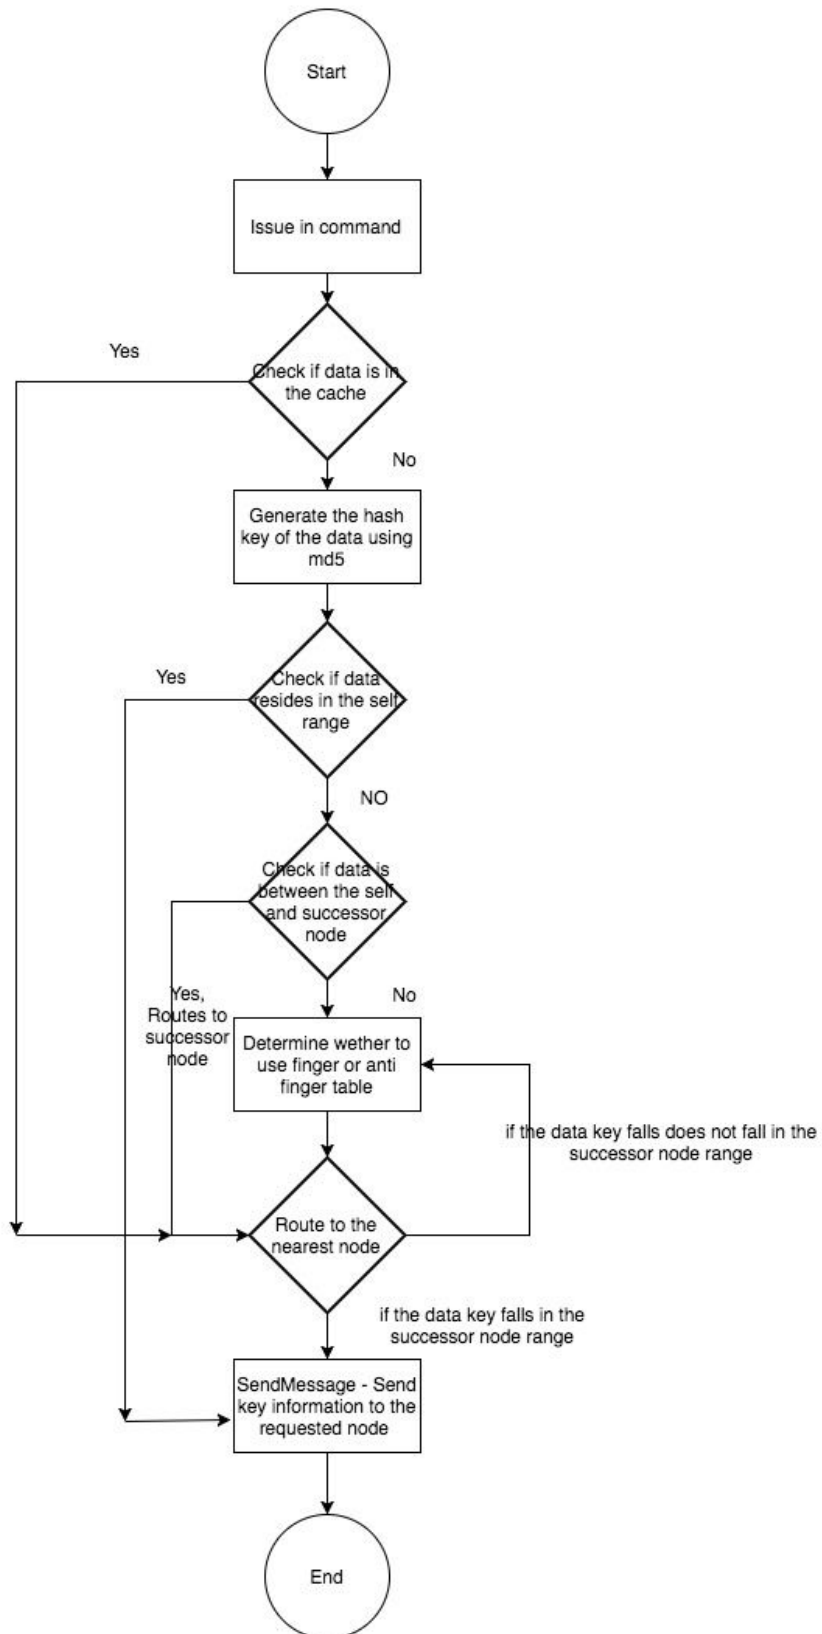 Start
Issue in command
Yes
Check if data is in
the cache
No
Generate the hash
key of the data using
md5
Yes
Check if data
resides in the self
range
NO
Check if data is
between the self
and successor
node
Yes,
Routes to
successor
node
No
Determine wether to
use finger or anti
finger table
if the data key falls does not fall in the
successor node range
Route to the
nearest node
if the data key falls in the
successor node range
SendMessage - Send
key information to the
requested node
End